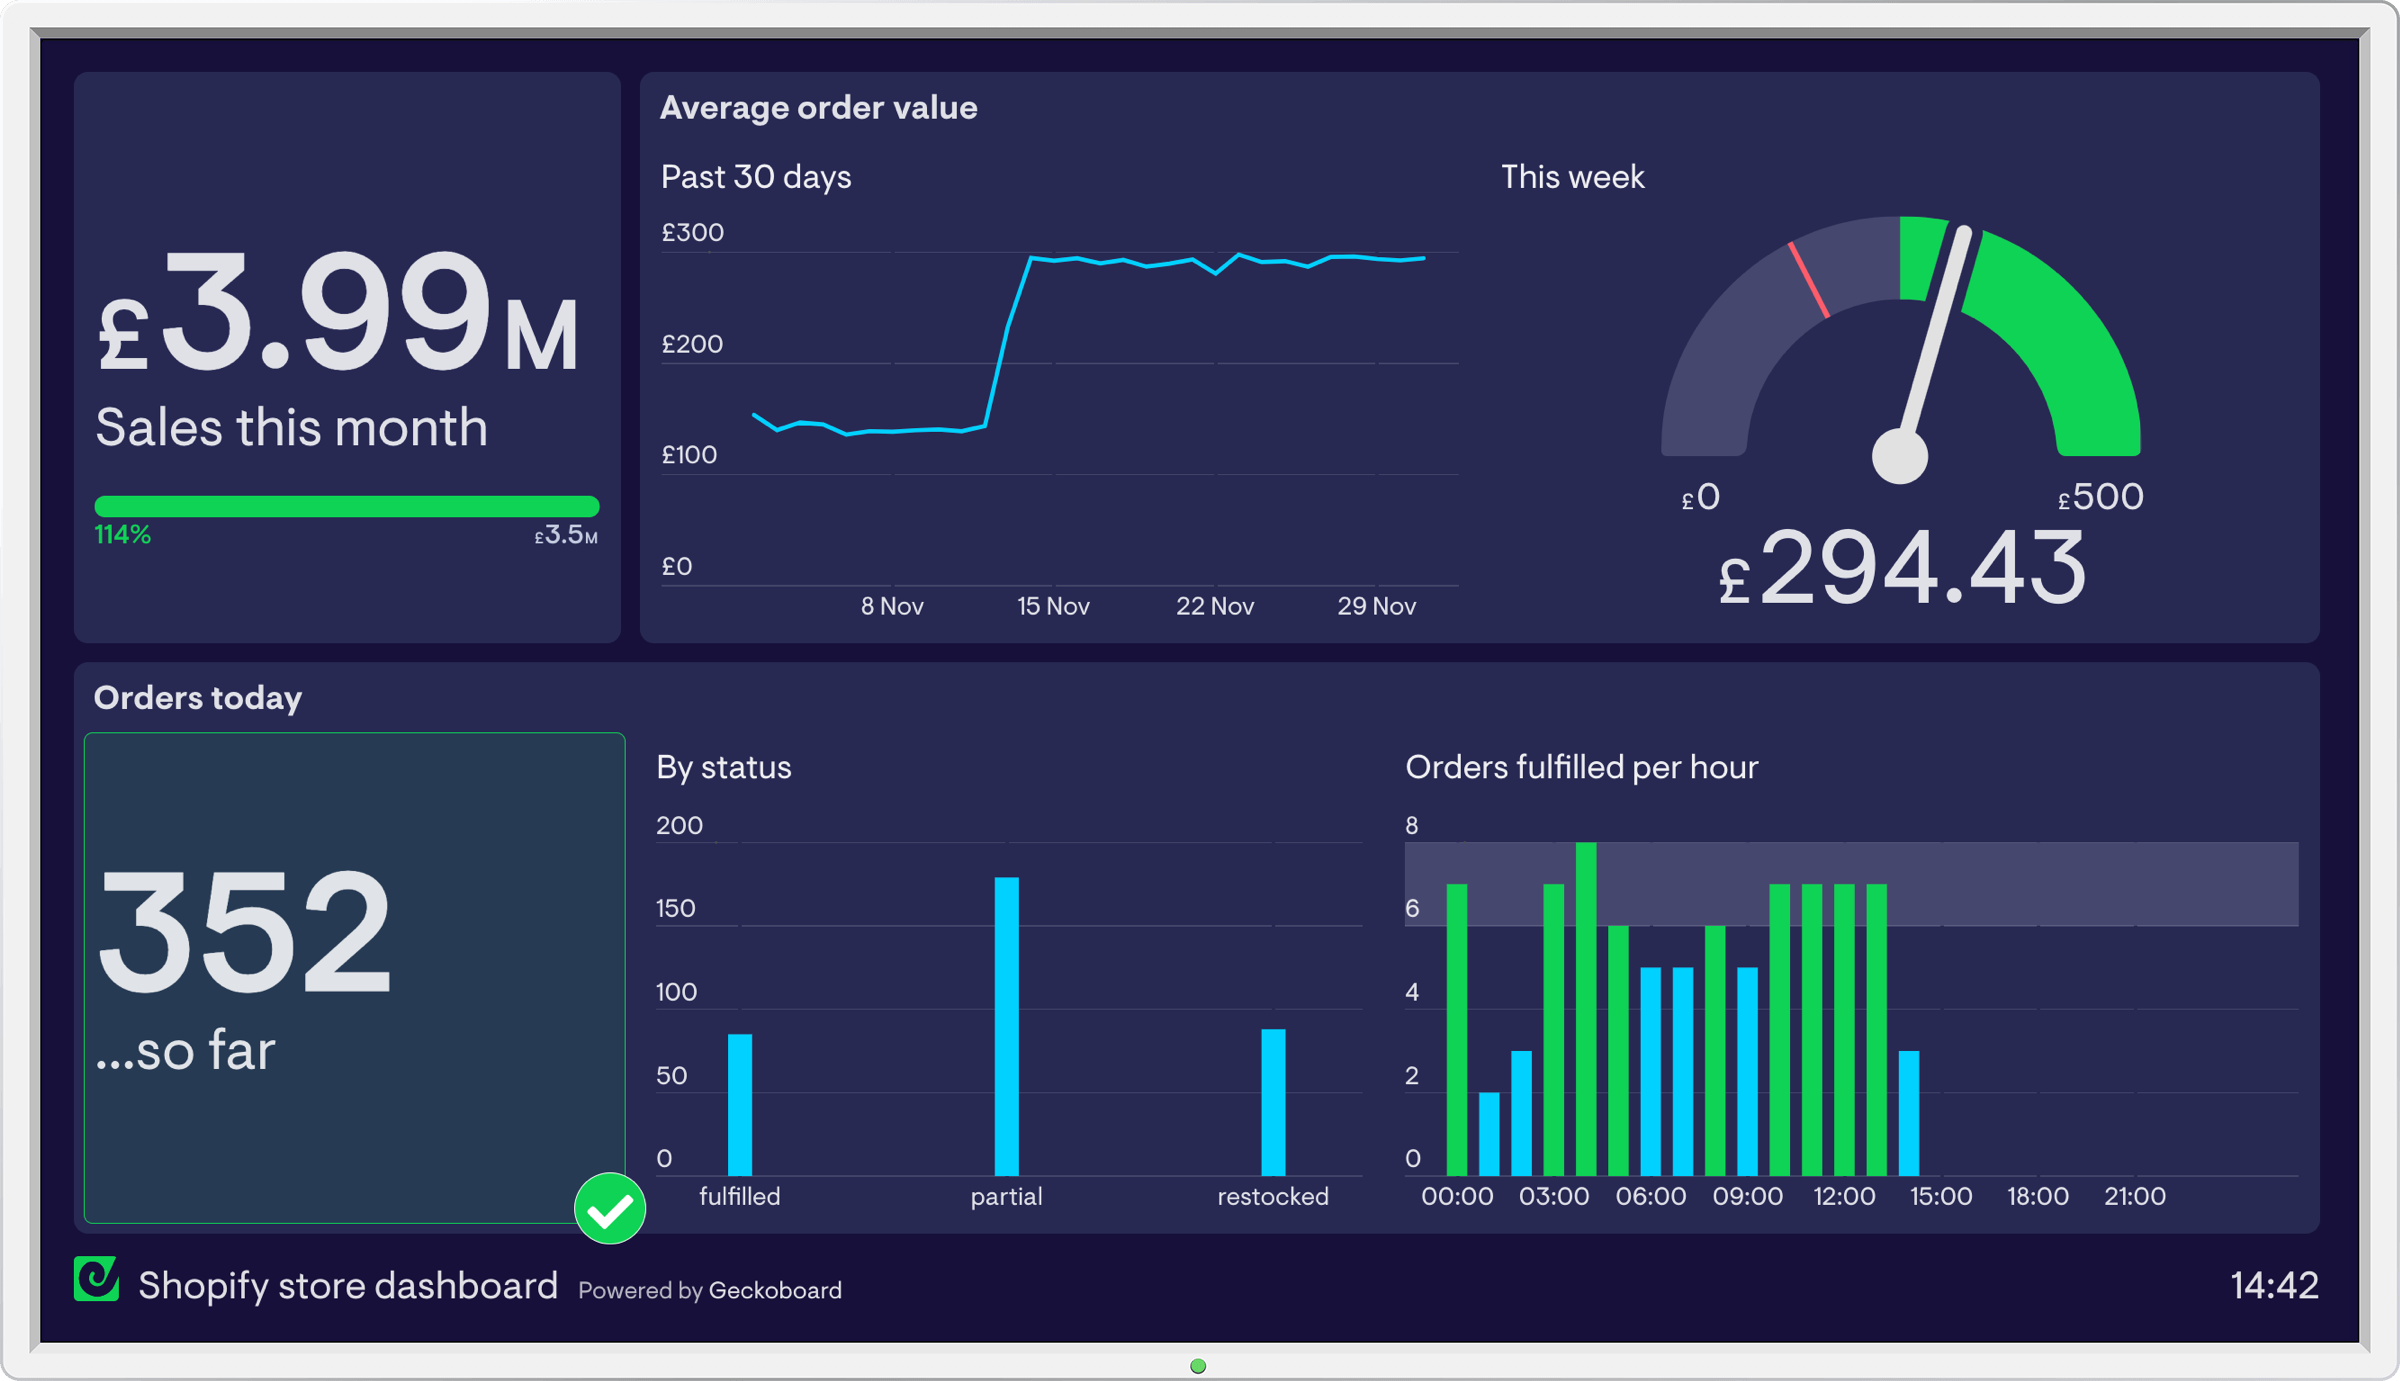 £3.99M
Sales this month
114%
£3.5M
Average order value
Past 30 days
£300
£200
£100
£0
8 Nov 15 Nov 22 Nov 29 Nov
This week
£0 £500
£294.43
Orders today
352
...so far
By status
200
150
100
50
0
fulfilled partial restocked
Orders fulfilled per hour
8
6
4
2
0
00:00 03:00 06:00 09:00 12:00 15:00 18:00 21:00
Shopify store dashboard Powered by Geckoboard
14:42